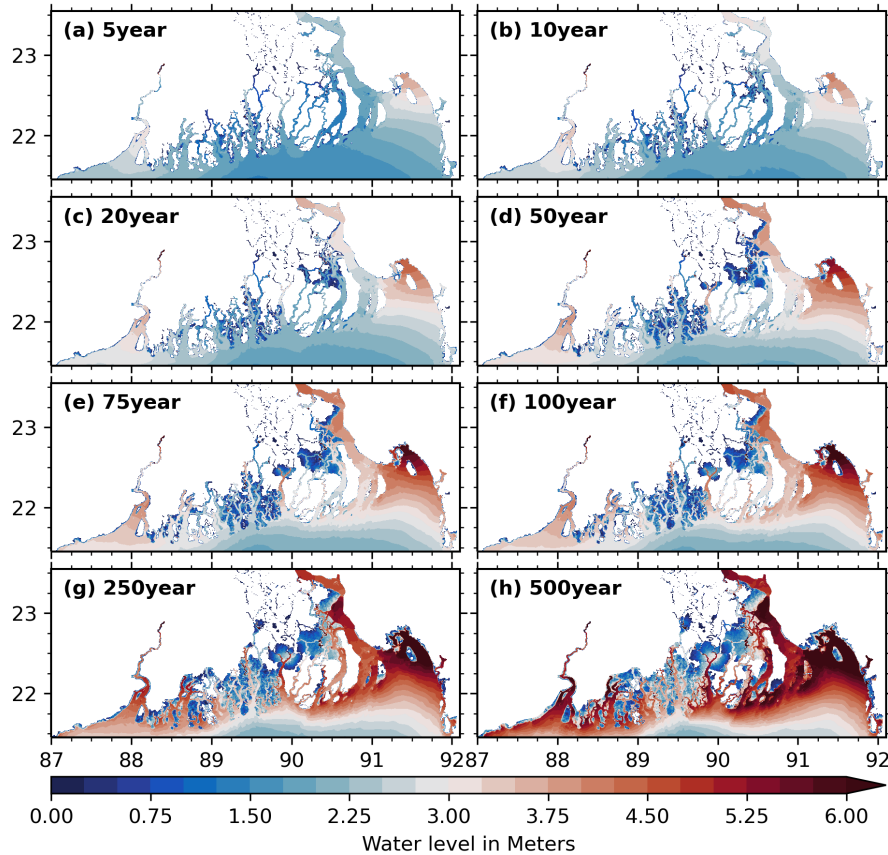 (a) 5year
(b) 10year
23
22
(c) 20year
(d) 50year
23
22
(e) 75year
(f) 100year
23
22
(g) 250year
(h) 500year
23
22
87 88 89 90 91 92 87 88 89 90 91 92
0.00 0.75 1.50 2.25 3.00 3.75 4.50 5.25 6.00
Water level in Meters